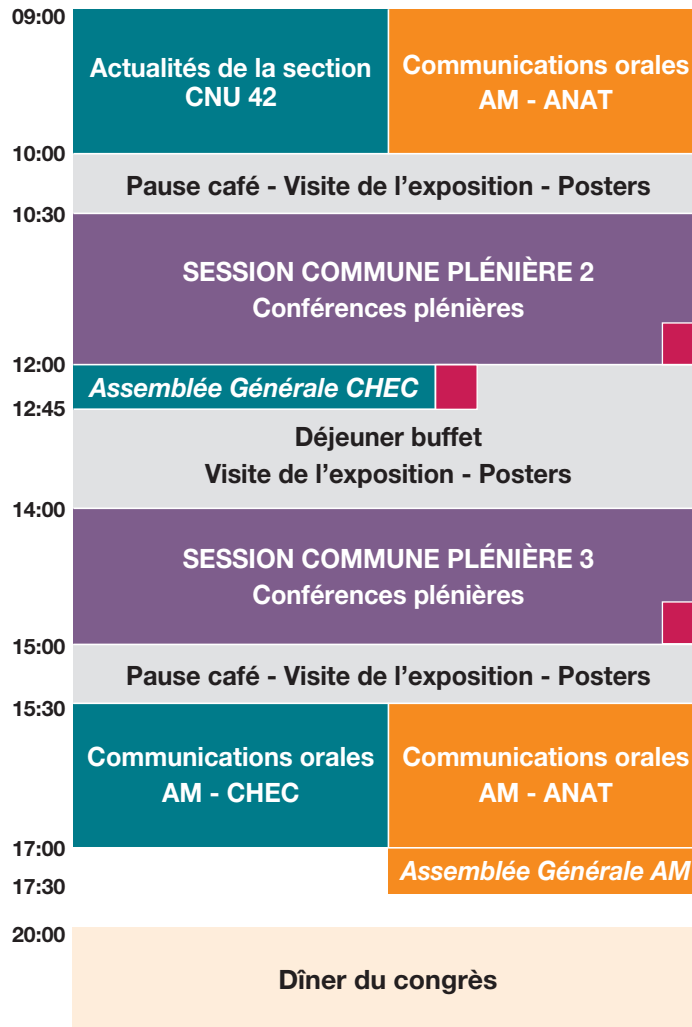 09:00
Actualités de la section
CNU 42
Communications orales
AM - ANAT
10:00
Pause café - Visite de l'exposition - Posters
10:30
SESSION COMMUNE PLÉNIÈRE 2
Conférences plénières
12:00
Assemblée Générale CHEC
12:45
Déjeuner buffet
Visite de l'exposition - Posters
14:00
SESSION COMMUNE PLÉNIÈRE 3
Conférences plénières
15:00
Pause café - Visite de l'exposition - Posters
15:30
Communications orales
AM - CHEC
Communications orales
AM - ANAT
17:00
Assemblée Générale AM
17:30
20:00
Dîner du congrès